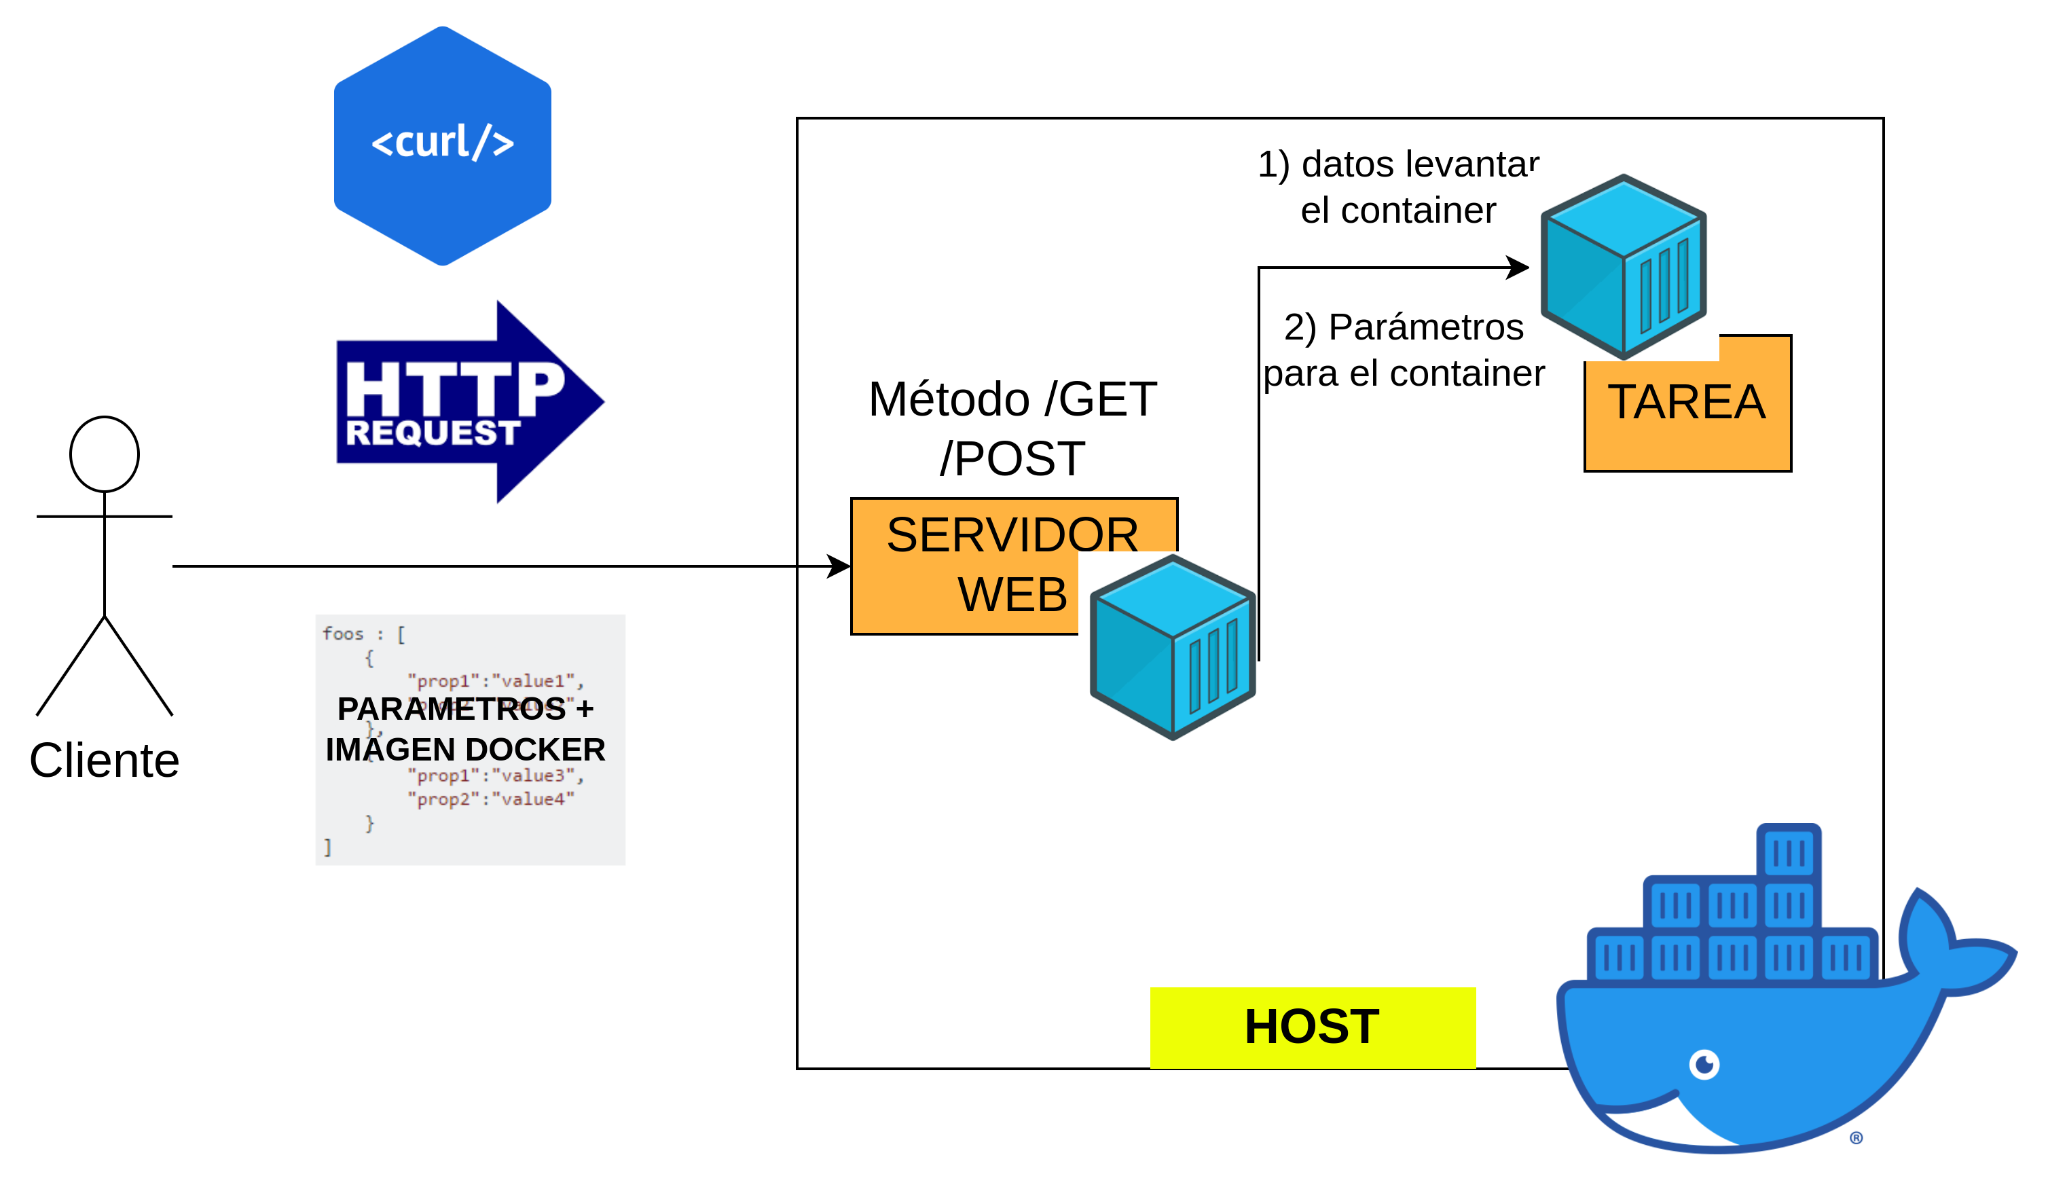 <curl/>
HTTP
REQUEST
Cliente
foos : [
{
"prop1":"value1",
PARAMETROS +
},
IMAGEN DOCKER
{
"prop1":"value3",
"prop2":"value4"
}
]
Método /GET
/POST
SERVIDOR
WEB
1) datos levantar
el container
2) Parámetros
para el container
TAREA
HOST
®